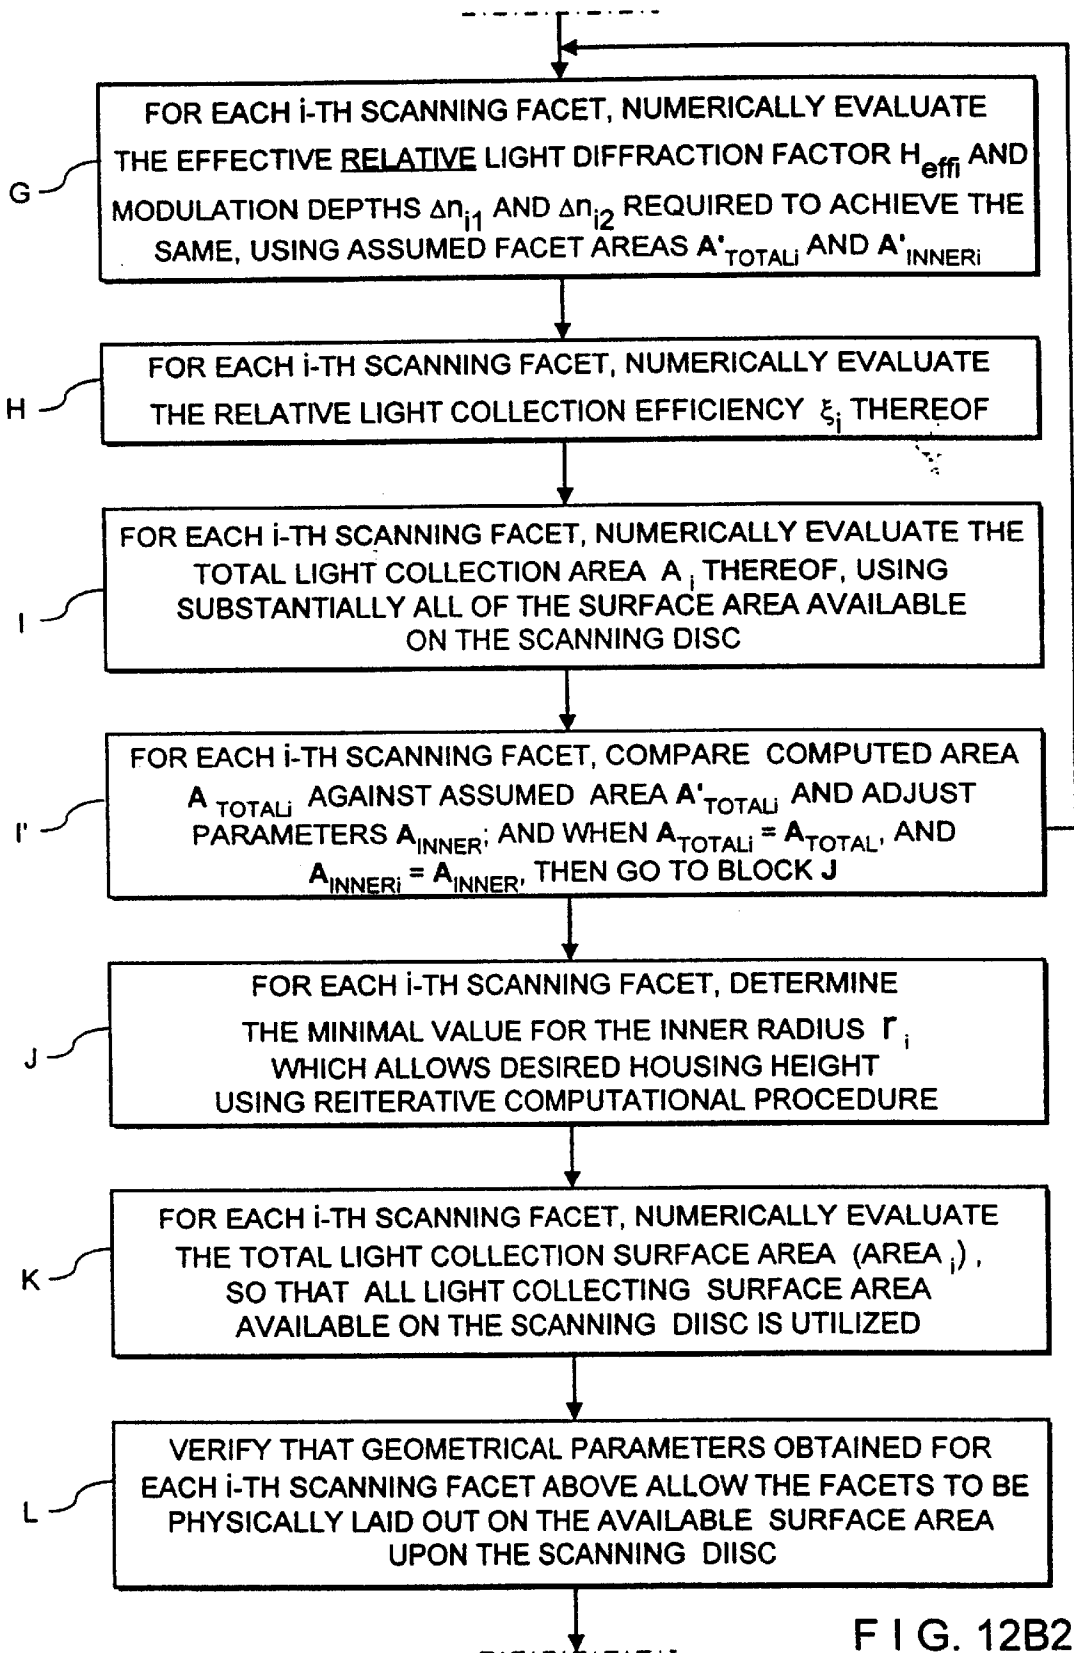 FOR EACH i-TH SCANNING FACET, NUMERICALLY EVALUATE
THE EFFECTIVE RELATIVE LIGHT DIFFRACTION FACTOR Heffi AND
G
MODULATION DEPTHS Δni1 AND Δni2 REQUIRED TO ACHIEVE THE
SAME, USING ASSUMED FACET AREAS A'TOTALi AND A'INNERi
FOR EACH i-TH SCANNING FACET, NUMERICALLY EVALUATE
H
THE RELATIVE LIGHT COLLECTION EFFICIENCY ξi THEREOF
FOR EACH i-TH SCANNING FACET, NUMERICALLY EVALUATE THE
TOTAL LIGHT COLLECTION AREA Ai THEREOF, USING
I
SUBSTANTIALLY ALL OF THE SURFACE AREA AVAILABLE
ON THE SCANNING DISC
FOR EACH i-TH SCANNING FACET, COMPARE COMPUTED AREA
A TOTALi AGAINST ASSUMED AREA A'TOTALi AND ADJUST
I'
PARAMETERS AINNER; AND WHEN ATOTALi = ATOTAL, AND
AINNERi = AINNER, THEN GO TO BLOCK J
FOR EACH i-TH SCANNING FACET, DETERMINE
THE MINIMAL VALUE FOR THE INNER RADIUS ri
J
WHICH ALLOWS DESIRED HOUSING HEIGHT
USING REITERATIVE COMPUTATIONAL PROCEDURE
FOR EACH i-TH SCANNING FACET, NUMERICALLY EVALUATE
THE TOTAL LIGHT COLLECTION SURFACE AREA (AREA i),
K
SO THAT ALL LIGHT COLLECTING SURFACE AREA
AVAILABLE ON THE SCANNING DIISC IS UTILIZED
VERIFY THAT GEOMETRICAL PARAMETERS OBTAINED FOR
EACH i-TH SCANNING FACET ABOVE ALLOW THE FACETS TO BE
L
PHYSICALLY LAID OUT ON THE AVAILABLE SURFACE AREA
UPON THE SCANNING DIISC
F I G. 12B2